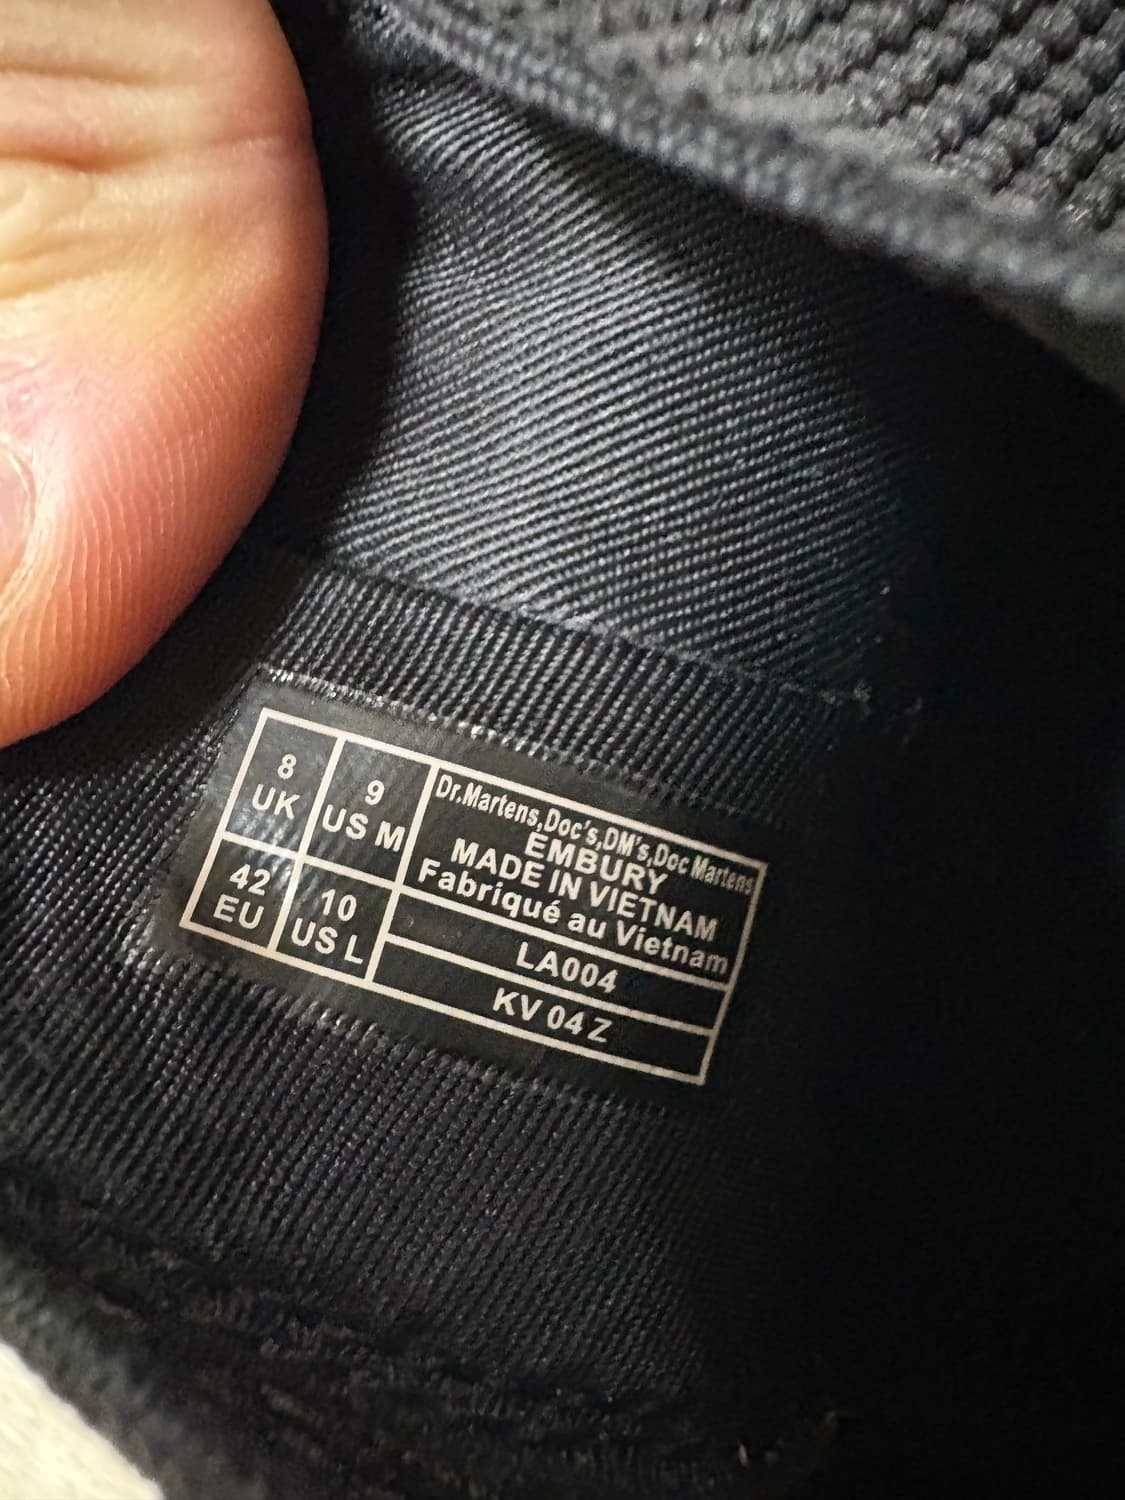 8
UK
9
US M
42
EU
10
US L
Dr.Martens,Doc's,DM's,Doc Martens
EMBURY
MADE IN VIETNAM
Fabriqué au Vietnam
LA004
KV 04 Z